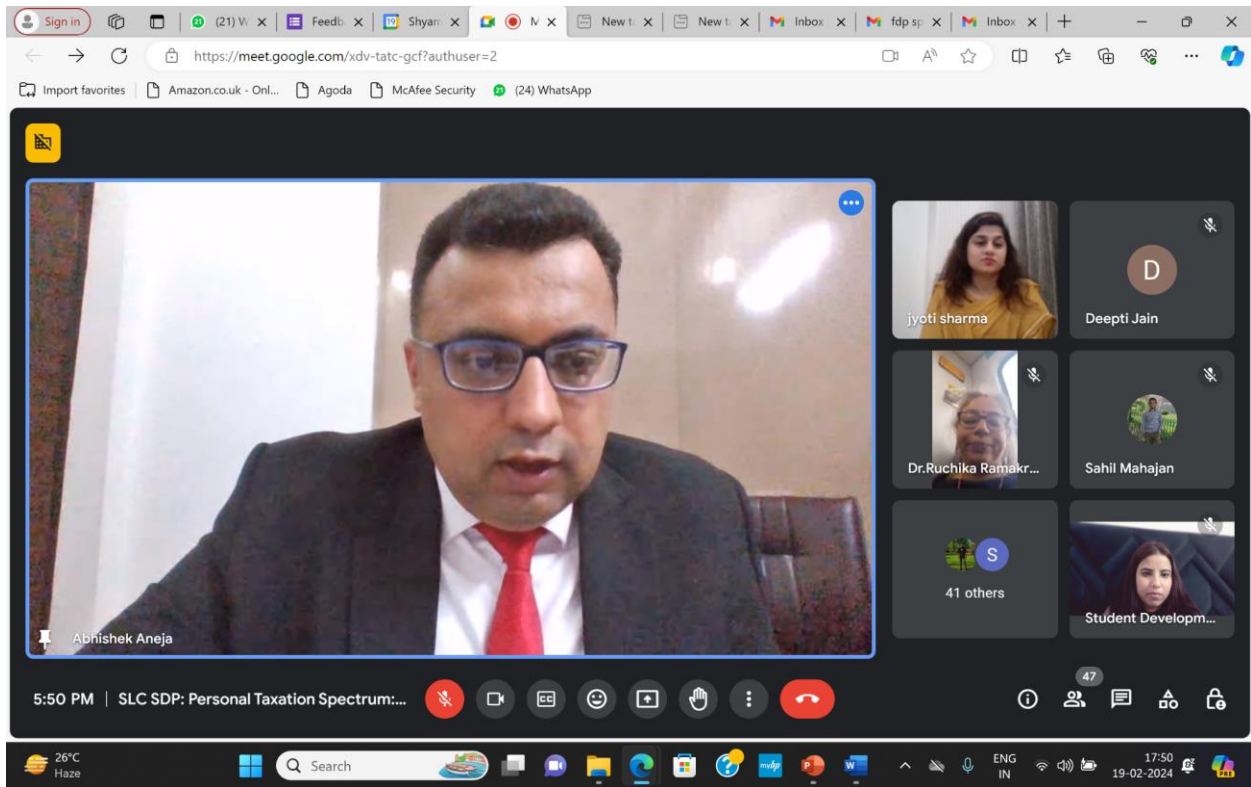 Sign in
(21) W
Feedb
Shyam
M
New t
New t
Inbox
fdp sp
Inbox
https://meet.google.com/xdv-tatc-gcf?authuser=2
Import favorites
Amazon.co.uk - Onl...
Agoda
McAfee Security
(24) WhatsApp
jyoti sharma
D
Deepti Jain
Dr.Ruchika Ramakr...
Sahil Mahajan
S
41 others
Student Developm...
Abhishek Aneja
47
5:50 PM | SLC SDP: Personal Taxation Spectrum:...
CC
26°C
Haze
Search
mvhp
P
W
ENG
IN
17:50
19-02-2024
PRE